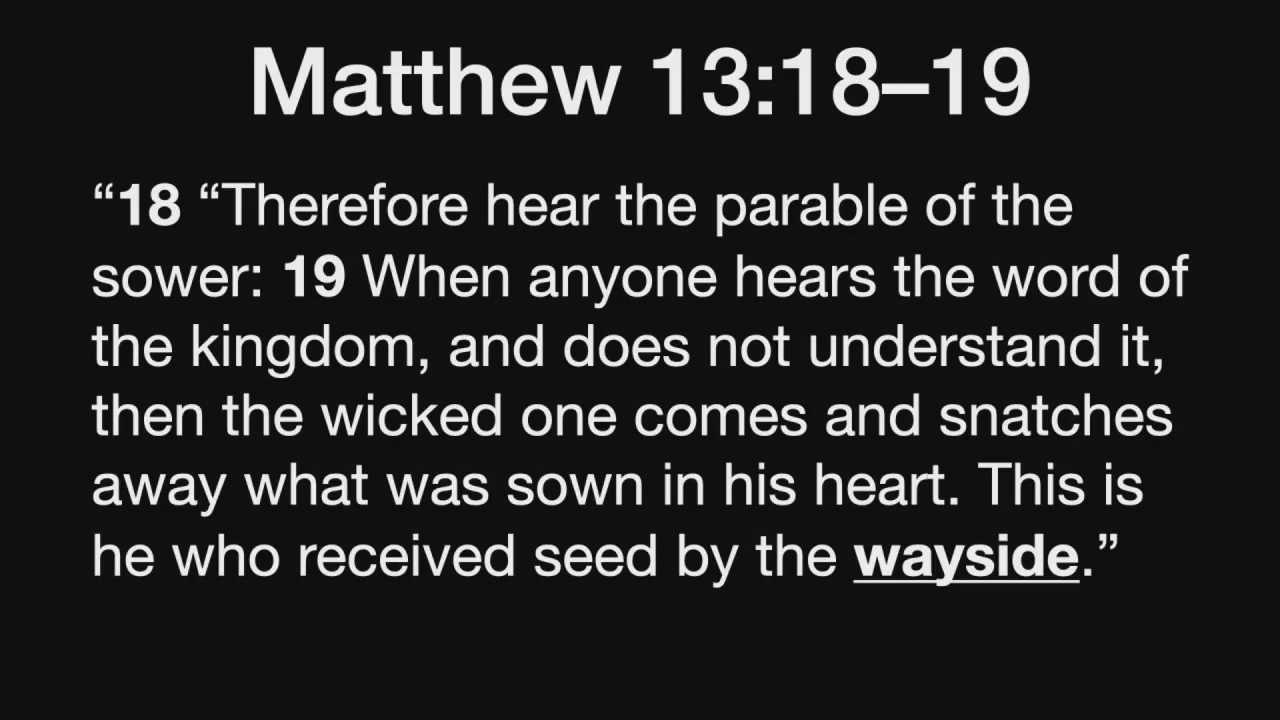 Matthew 13:18–19
“18 “Therefore hear the parable of the
sower: 19 When anyone hears the word of
the kingdom, and does not understand it,
then the wicked one comes and snatches
away what was sown in his heart. This is
he who received seed by the wayside.”